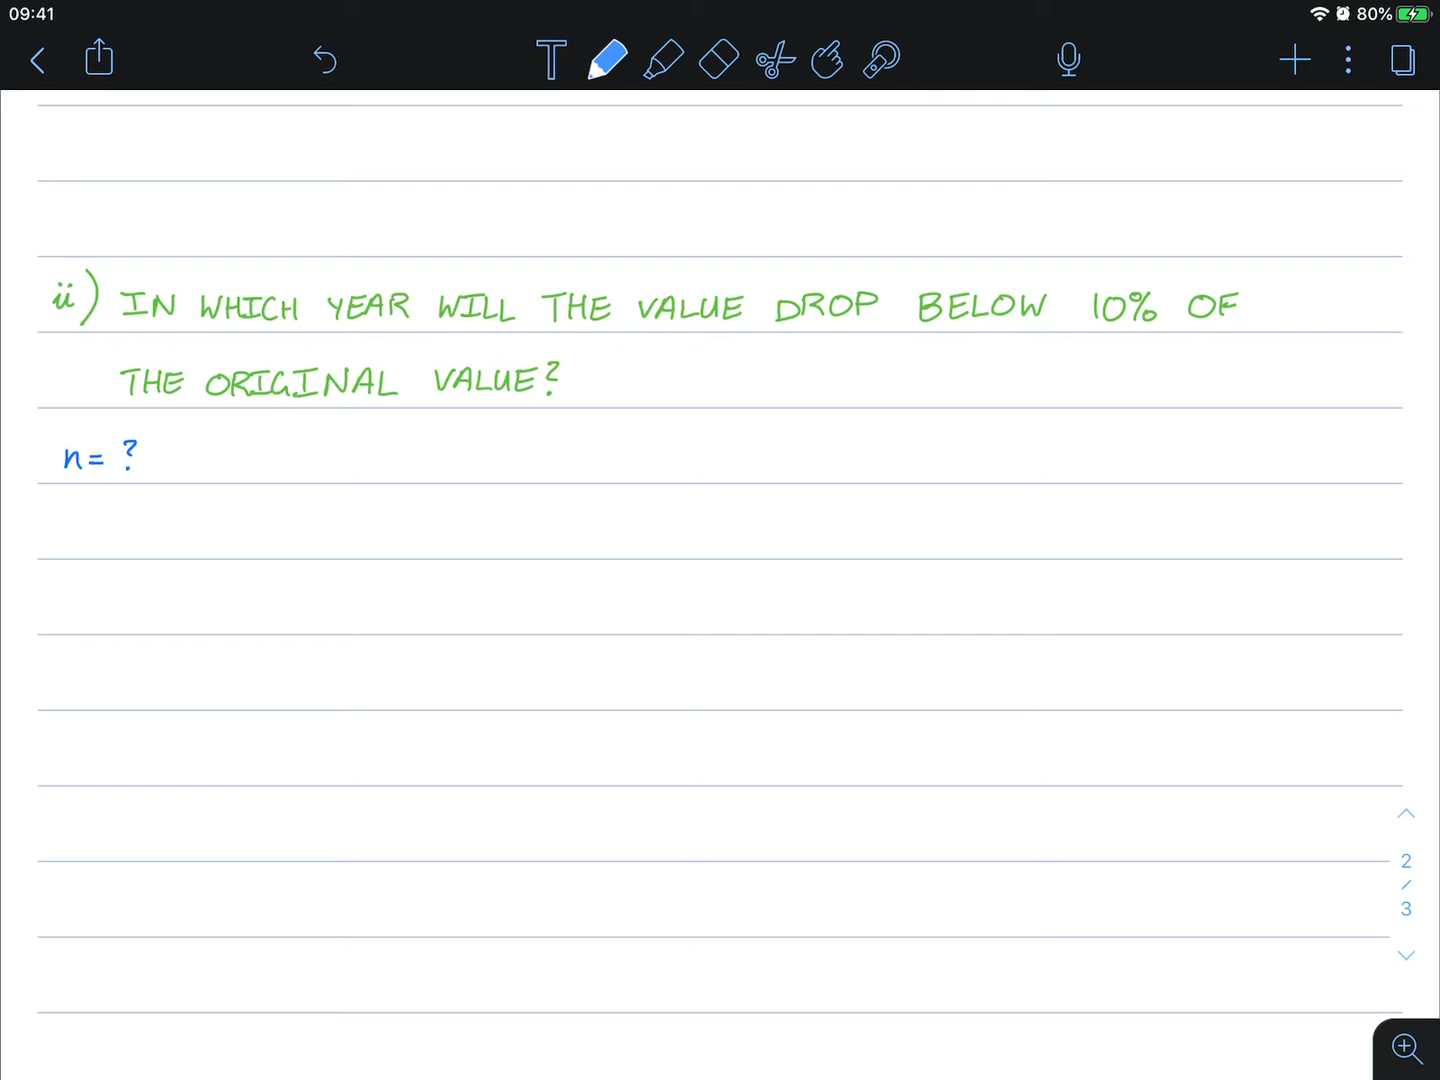 09:41
80%
ii) IN WHICH YEAR WILL THE VALUE DROP BELOW 10% OF
THE ORIGINAL VALUE?
n = ?
2
/
3